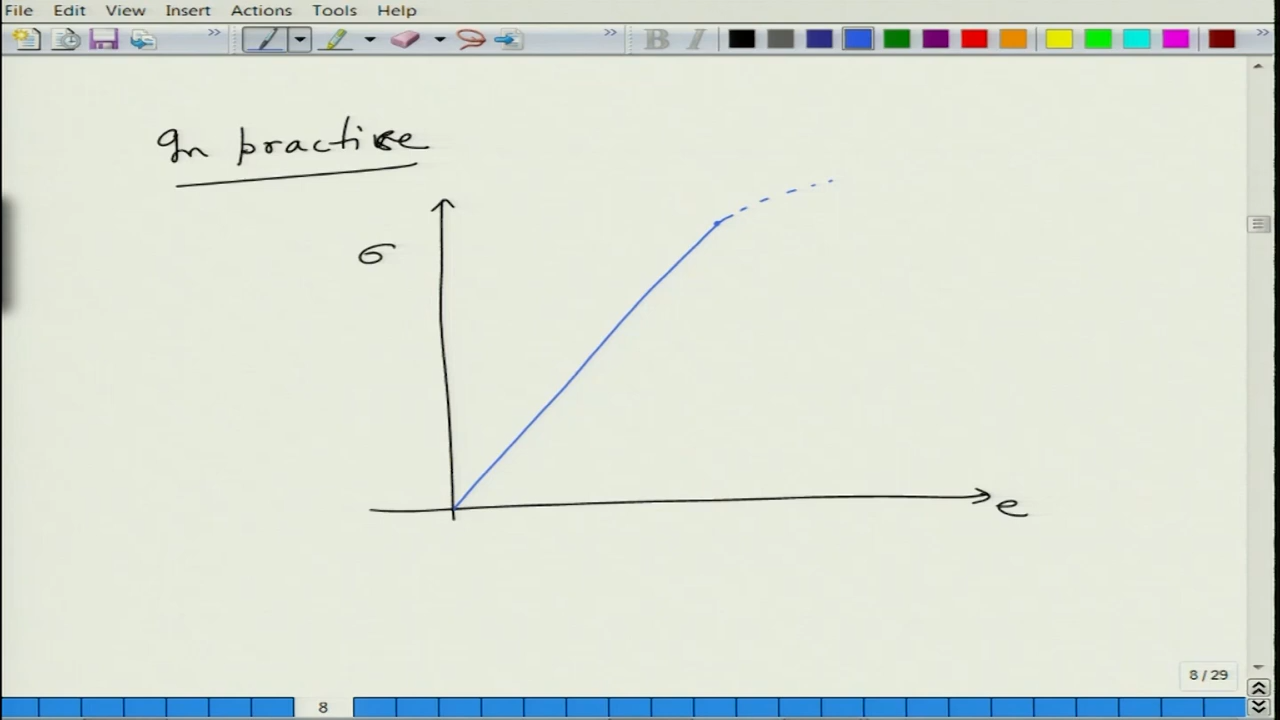 File Edit View Insert Actions Tools Help
B I
In practice
σ
e
8 / 29
8